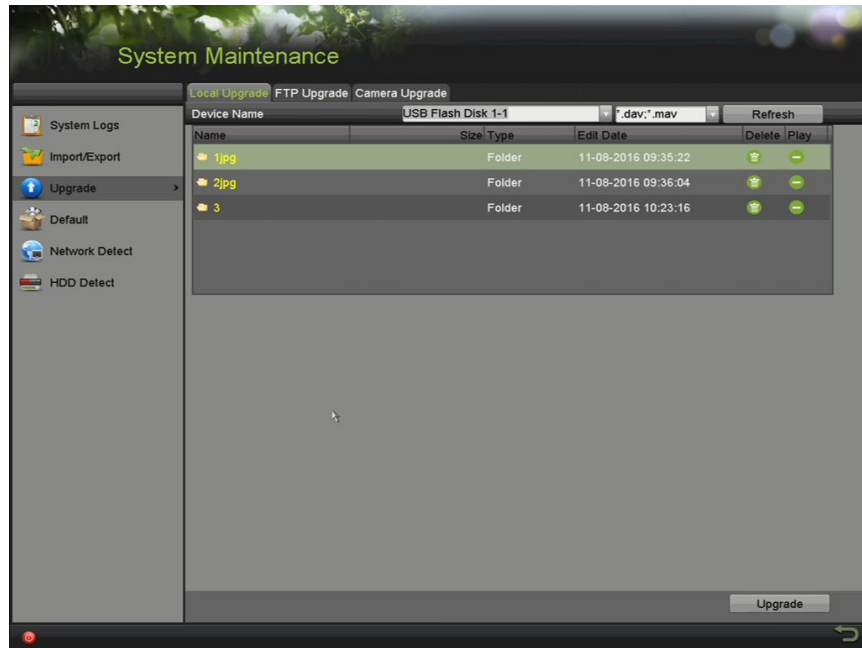 System Maintenance
Local Upgrade FTP Upgrade Camera Upgrade
Device Name USB Flash Disk 1-1 *.dav;*.mav Refresh
Name Size Type Edit Date Delete Play
1jpg Folder 11-08-2016 09:35:22
2jpg Folder 11-08-2016 09:36:04
3 Folder 11-08-2016 10:23:16
System Logs
Import/Export
Upgrade >
Default
Network Detect
HDD Detect
Upgrade